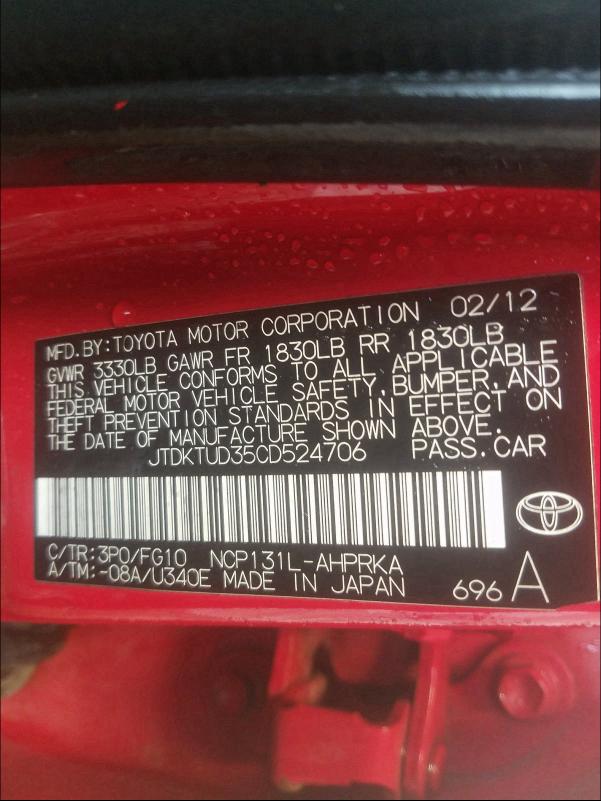 MFD.BY:TOYOTA MOTOR CORPORATION 02/12
GVWR 3330LB GAWR FR 1830LB RR 1830LB
THIS VEHICLE CONFORMS TO ALL APPLICABLE
FEDERAL MOTOR VEHICLE SAFETY,BUMPER,AND
THEFT PREVENTION STANDARDS IN EFFECT ON
THE DATE OF MANUFACTURE SHOWN ABOVE.
JTDKTUD35CD524706 PASS.CAR
C/TR:3P0/FG10 NCP131L-AHPRKA
A/TM:-08A/U340E MADE IN JAPAN 696 A